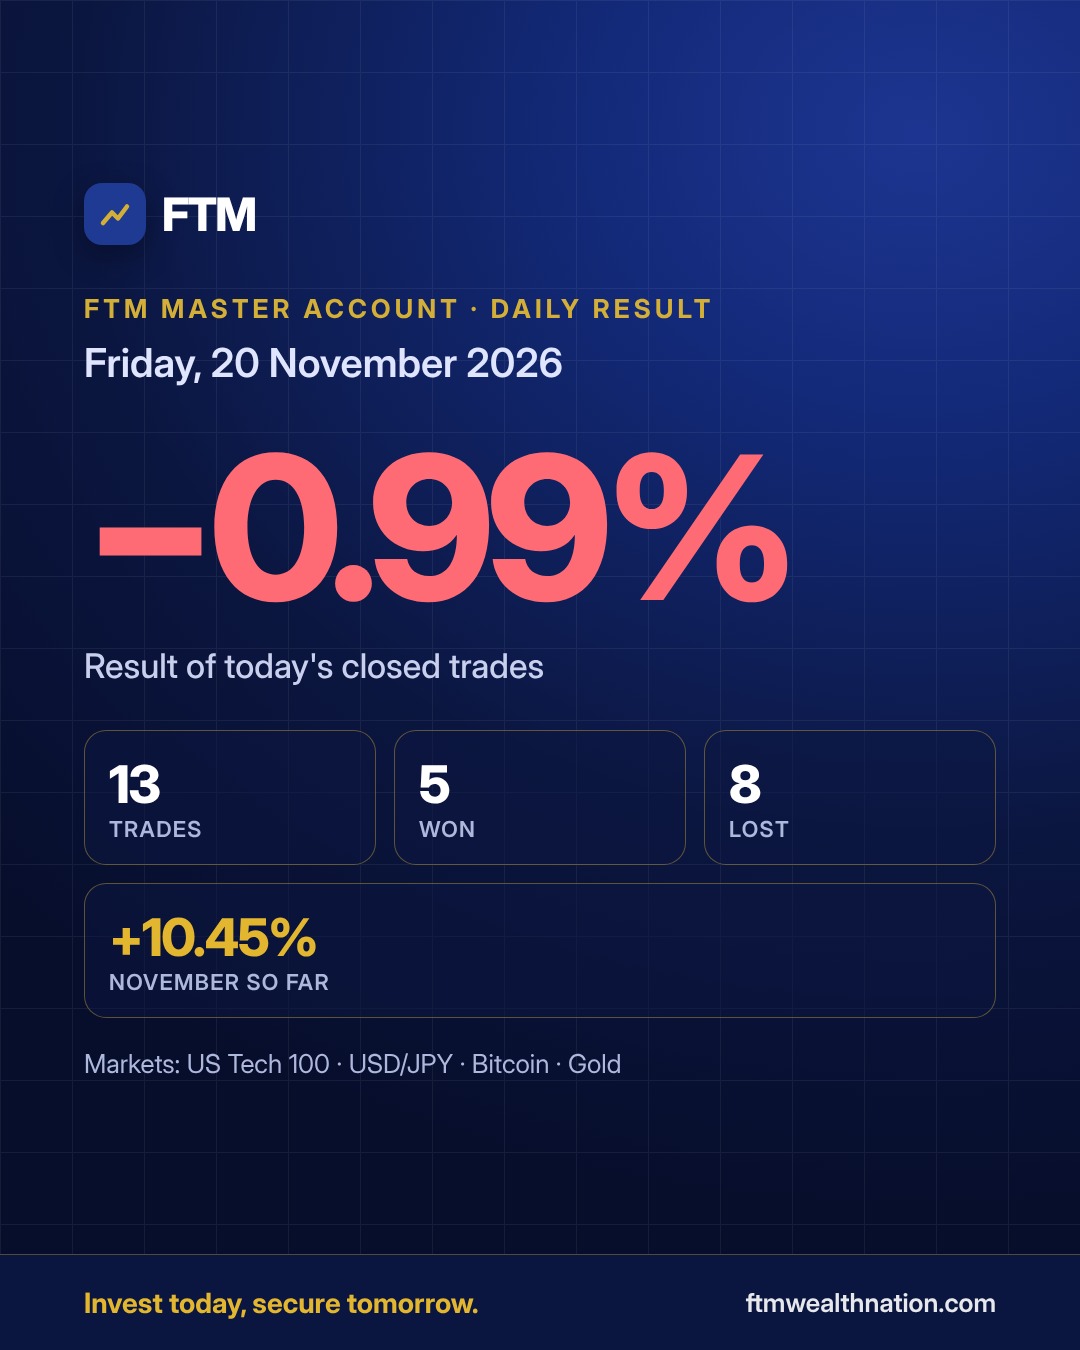 FTM
FTM MASTER ACCOUNT · DAILY RESULT
Friday, 20 November 2026
−0.99%
Result of today's closed trades
13
TRADES
5
WON
8
LOST
+10.45%
NOVEMBER SO FAR
Markets: US Tech 100 · USD/JPY · Bitcoin · Gold
Invest today, secure tomorrow.
ftmwealthnation.com